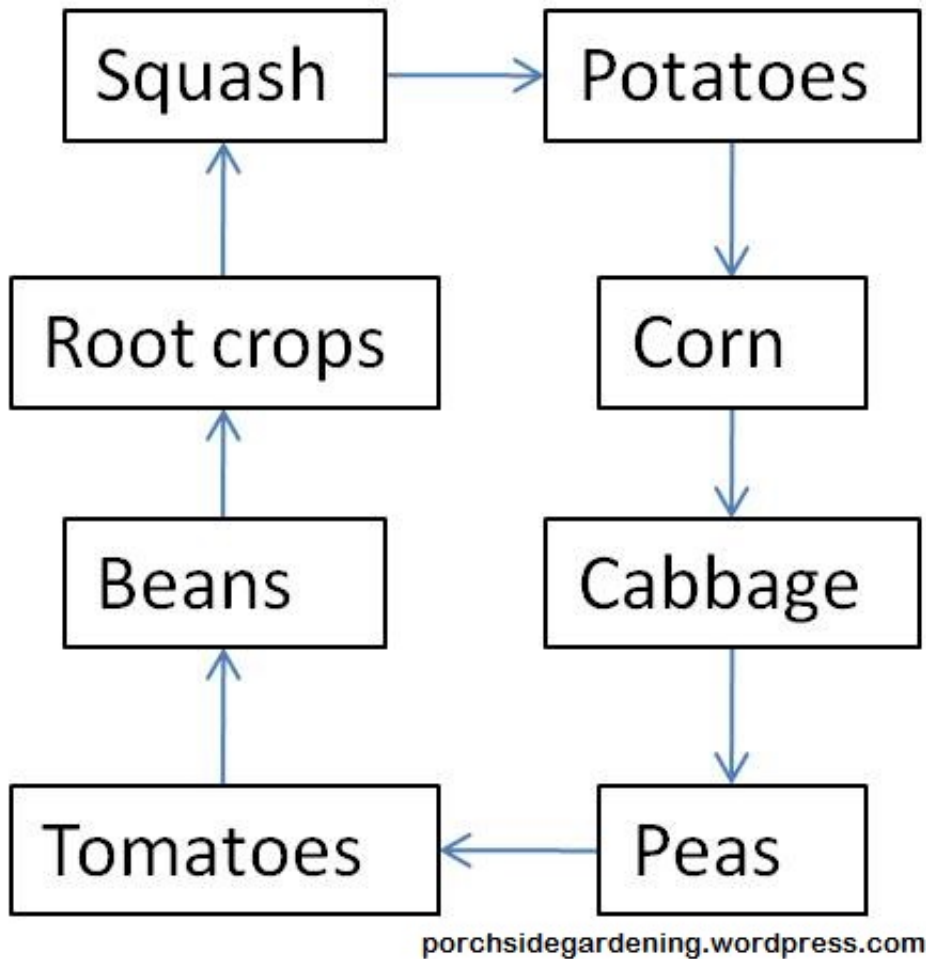 Squash
Potatoes
Root crops
Corn
Beans
Cabbage
Tomatoes
Peas
porchsidegardening.wordpress.com